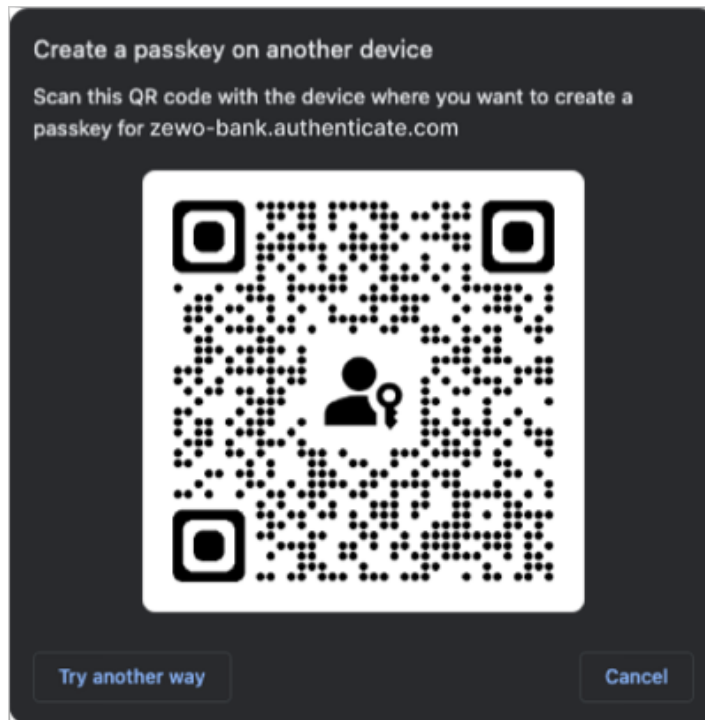 Create a passkey on another device
Scan this QR code with the device where you want to create a
passkey for zewo-bank.authenticate.com
Try another way
Cancel